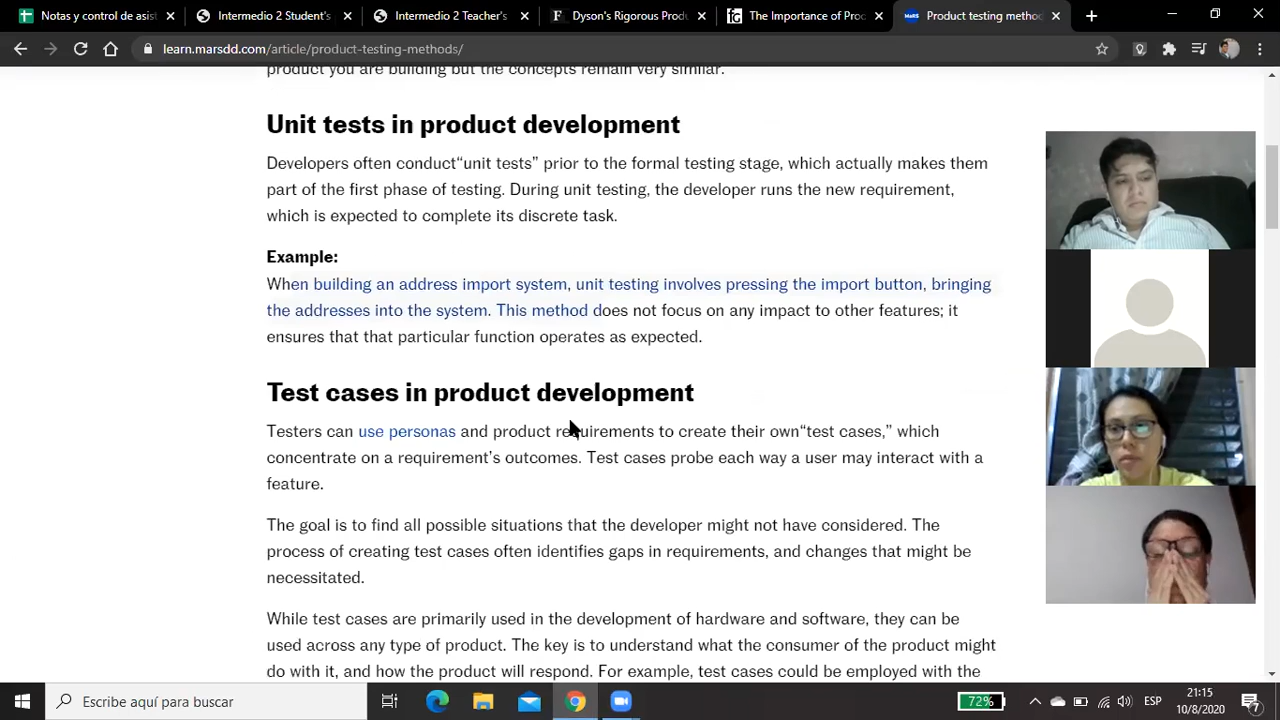 Notas y control de asist
Intermedio 2 Student's
Intermedio 2 Teacher's
Dyson's Rigorous Prod
The Importance of Proc
Product testing metho
learn.marsdd.com/article/product-testing-methods/
product you are building but the concepts remain very similar.
Unit tests in product development
Developers often conduct“unit tests” prior to the formal testing stage, which actually makes them
part of the first phase of testing. During unit testing, the developer runs the new requirement,
which is expected to complete its discrete task.
Example:
When building an address import system, unit testing involves pressing the import button, bringing
the addresses into the system. This method does not focus on any impact to other features; it
ensures that that particular function operates as expected.
Test cases in product development
Testers can use personas and product requirements to create their own“test cases,” which
concentrate on a requirement's outcomes. Test cases probe each way a user may interact with a
feature.
The goal is to find all possible situations that the developer might not have considered. The
process of creating test cases often identifies gaps in requirements, and changes that might be
necessitated.
While test cases are primarily used in the development of hardware and software, they can be
used across any type of product. The key is to understand what the consumer of the product might
do with it, and how the product will respond. For example, test cases could be employed with the
Escribe aquí para buscar
72%
ESP
21:15
10/8/2020
7